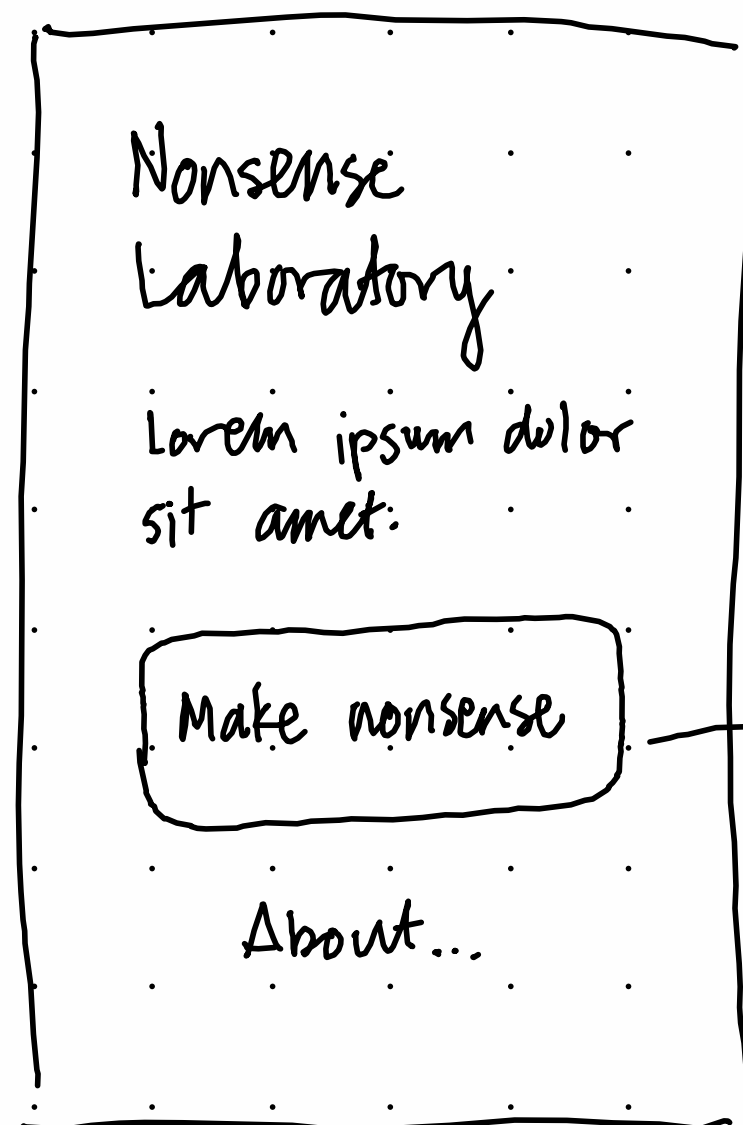 Nonsense
Laboratory
Lorem ipsum dolor
sit amet.
Make nonsense
About...